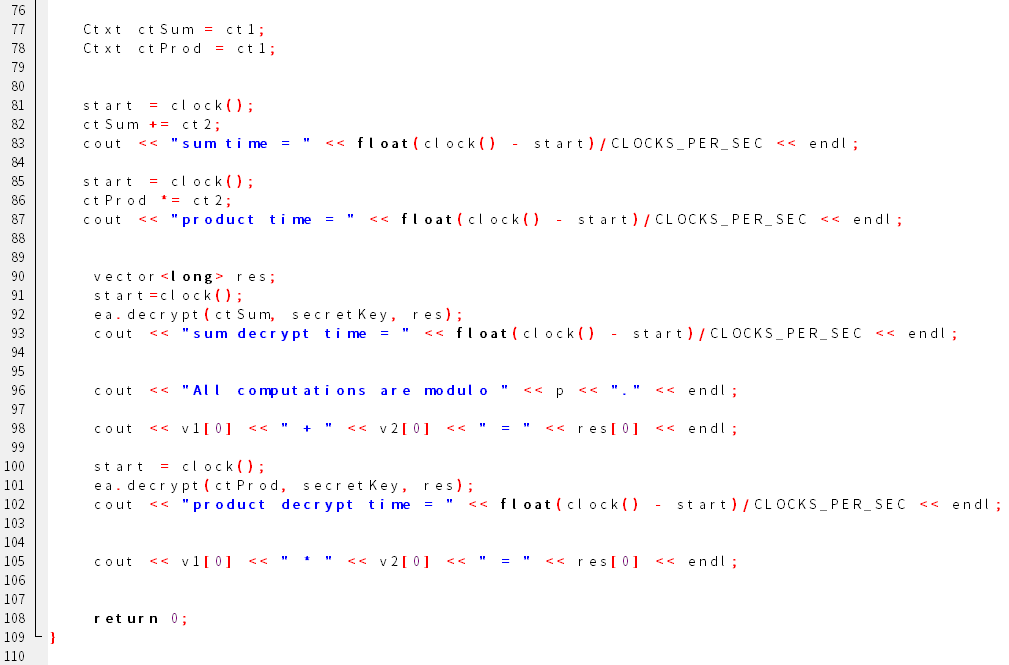 76
77 Ctxt ctSum = ct1;
78 Ctxt ctProd = ct1;
79
80
81 start = clock();
82 ctSum += ct2;
83 cout << "sum time = " << float(clock() - start)/CLOCKS_PER_SEC << endl;
84
85 start = clock();
86 ctProd *= ct2;
87 cout << "product time = " << float(clock() - start)/CLOCKS_PER_SEC << endl;
88
89
90 vector<long> res;
91 start=clock();
92 ea.decrypt(ctSum, secretKey, res);
93 cout << "sum decrypt time = " << float(clock() - start)/CLOCKS_PER_SEC << endl;
94
95
96 cout << "All computations are modulo " << p << "." << endl;
97
98 cout << v1[0] << " + " << v2[0] << " = " << res[0] << endl;
99
100 start = clock();
101 ea.decrypt(ctProd, secretKey, res);
102 cout << "product decrypt time = " << float(clock() - start)/CLOCKS_PER_SEC << endl;
103
104
105 cout << v1[0] << " * " << v2[0] << " = " << res[0] << endl;
106
107
108 return 0;
109 }
110